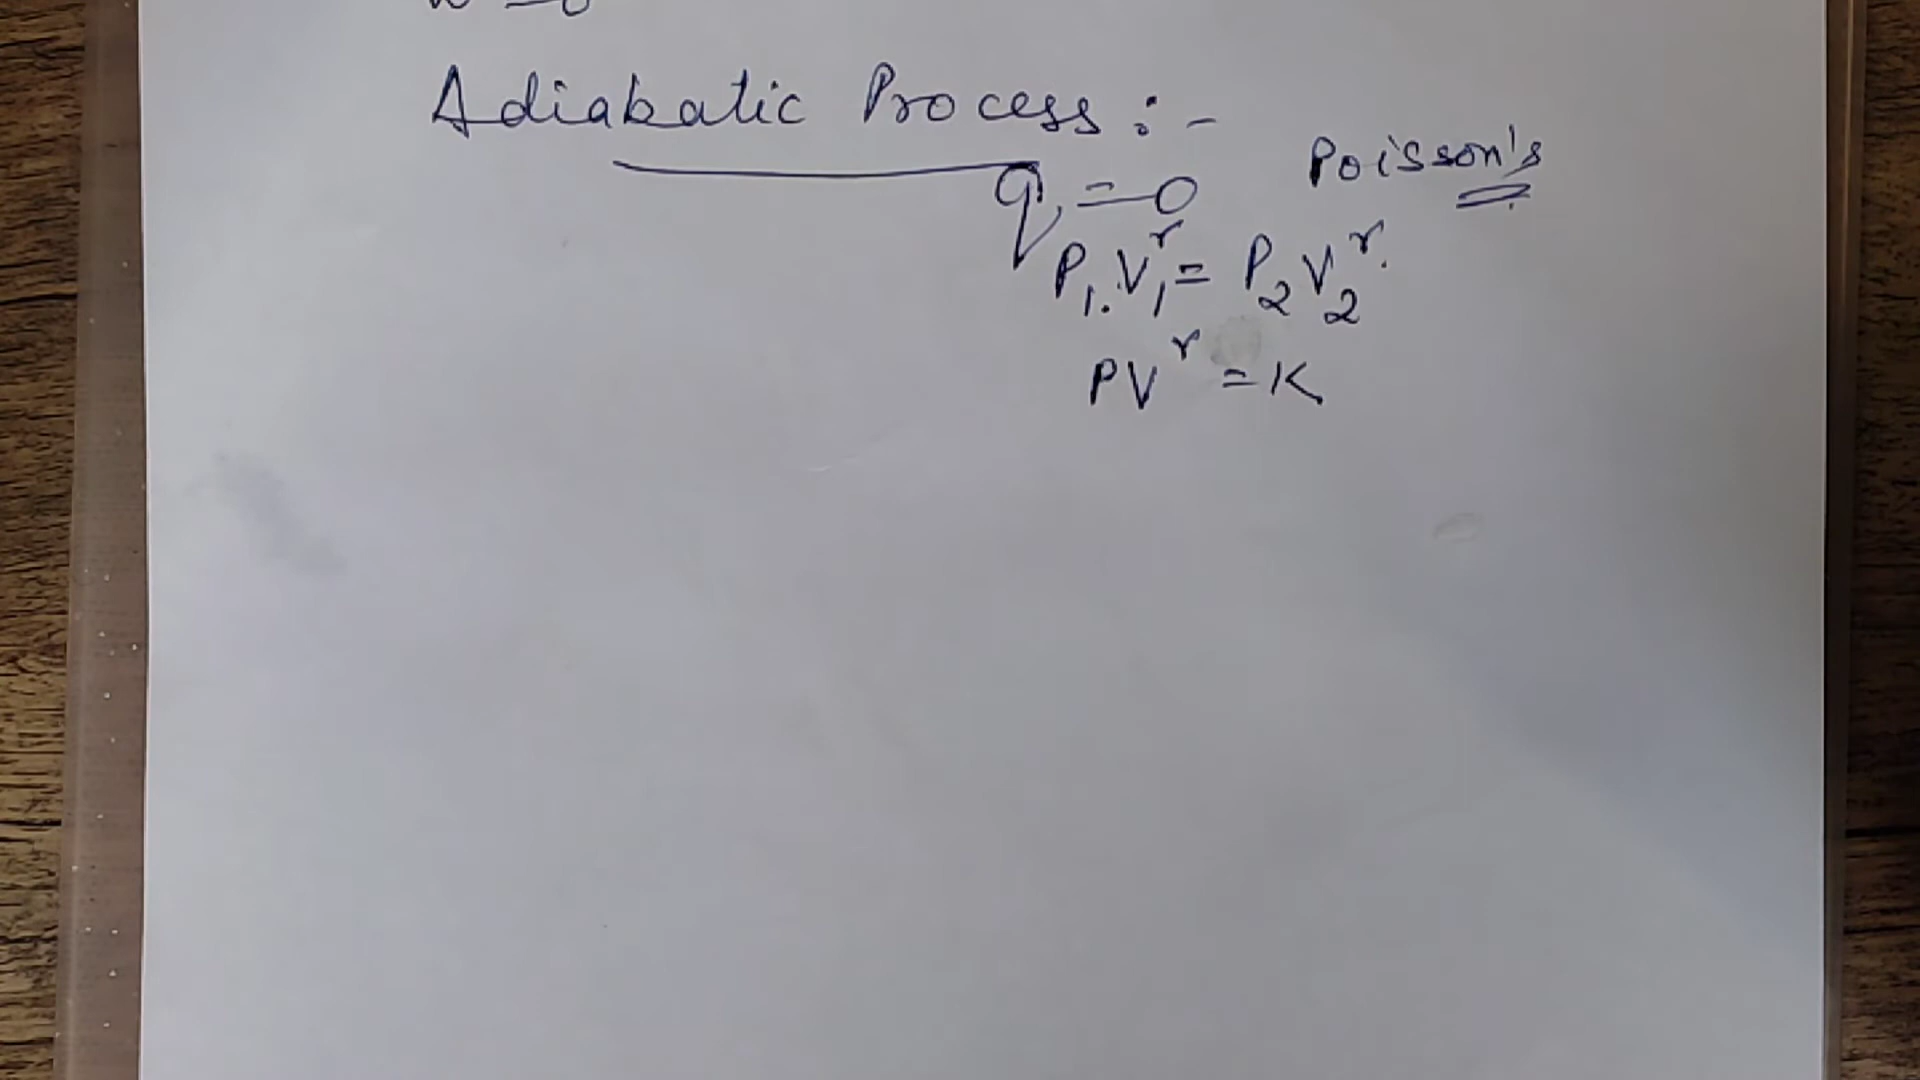 Adiabatic Process :-
Poisson's
q = 0
P₁.V₁^r = P₂V₂^r.
PV^r = K